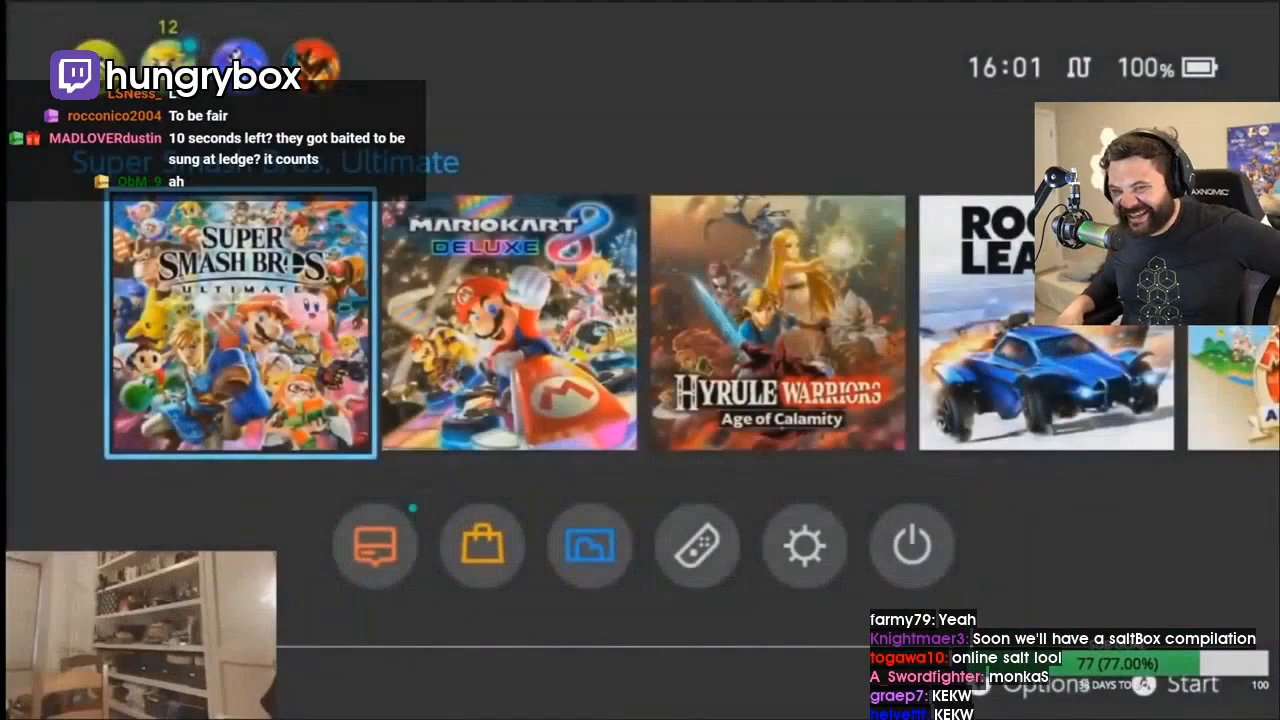 12
hungrybox
16:01
100%
LSNess_
rocconico2004 To be fair
MADLOVERdustin 10 seconds left? they got baited to be
sung at ledge? it counts
ObM_9 ah
Super Smash Bros. Ultimate
SUPER
SMASH BROS.
ULTIMATE
MARIOKART 8
DELUXE
HYRULE WARRIORS
Age of Calamity
AXNOMIC
farmy79: Yeah
Knightmaer3: Soon we'll have a saltBox compilation
togawa10: online salt lool
A_Swordfighter: monkaS
graep7: KEKW
KEKW
77 (77.00%)
100
Options
Start